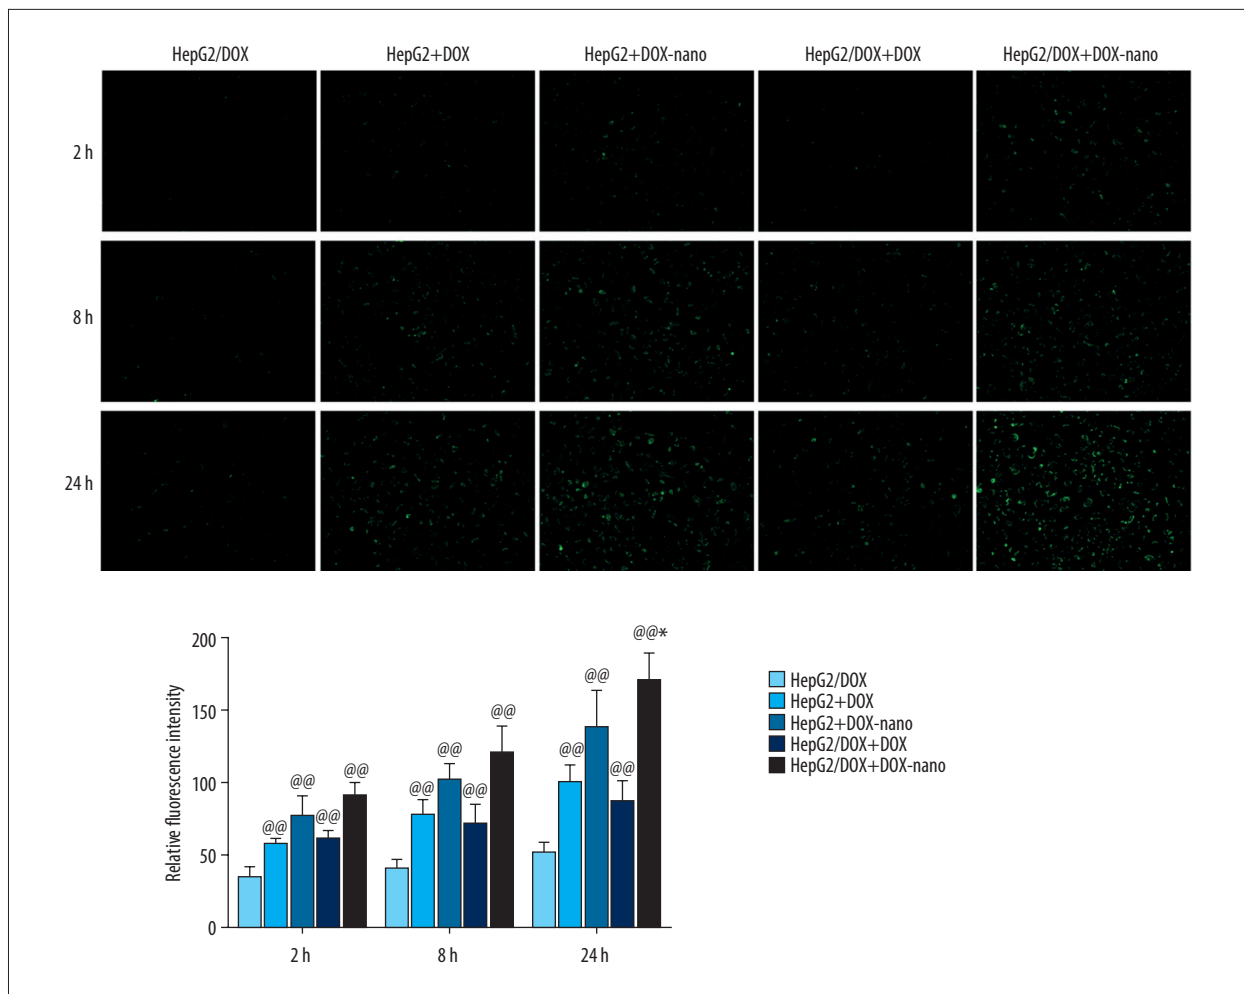 HepG2/DOX HepG2+DOX HepG2+DOX-nano HepG2/DOX+DOX HepG2/DOX+DOX-nano
2 h
8 h
24 h
Relative fluorescence intensity
200
150
100
50
0
@@ @@ @@ @@
@@ @@ @@ @@
@@ @@ @@ @@*
2 h 8 h 24 h
HepG2/DOX
HepG2+DOX
HepG2+DOX-nano
HepG2/DOX+DOX
HepG2/DOX+DOX-nano